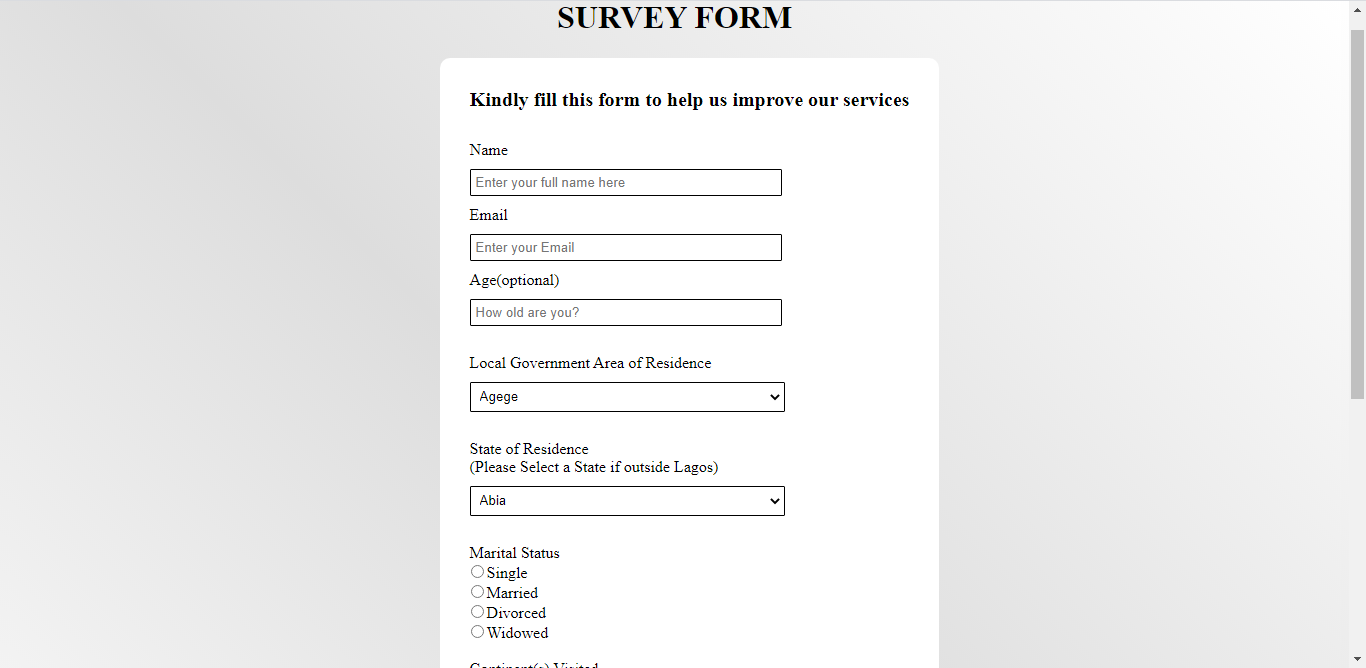 SURVEY FORM
Kindly fill this form to help us improve our services
Name
Enter your full name here
Email
Enter your Email
Age(optional)
How old are you?
Local Government Area of Residence
Agege
State of Residence
(Please Select a State if outside Lagos)
Abia
Marital Status
Single
Married
Divorced
Widowed
Continent(s) Visited